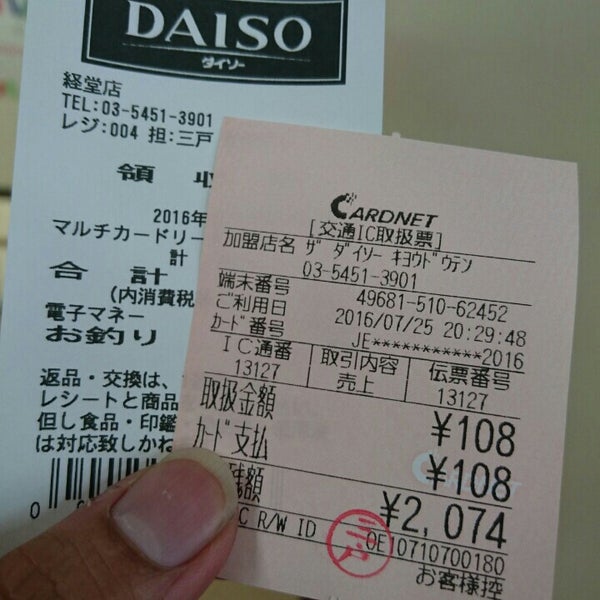 DAISO
ダイソー
経堂店
TEL:03-5451-3901
レジ:004 担:三戸
領 収
2016年
マルチカードリー
計
合 計
(内消費税
電子マネー
お釣り
返品・交換は、
レシートと商品
但し食品・印鑑
は対応致しかね
0
CARDNET
[交通IC取扱票]
加盟店名 ザ ダイソー キヨウドウテン
03-5451-3901
端末番号 49681-510-62452
ご利用日 2016/07/25 20:29:48
カード番号 JE***********2016
IC通番 取引内容 伝票番号
13127 売上 13127
取扱金額 ¥108
カード支払 ¥108
残額 ¥2,074
C R/W ID 0E10710700180
お客様控
CARDNET